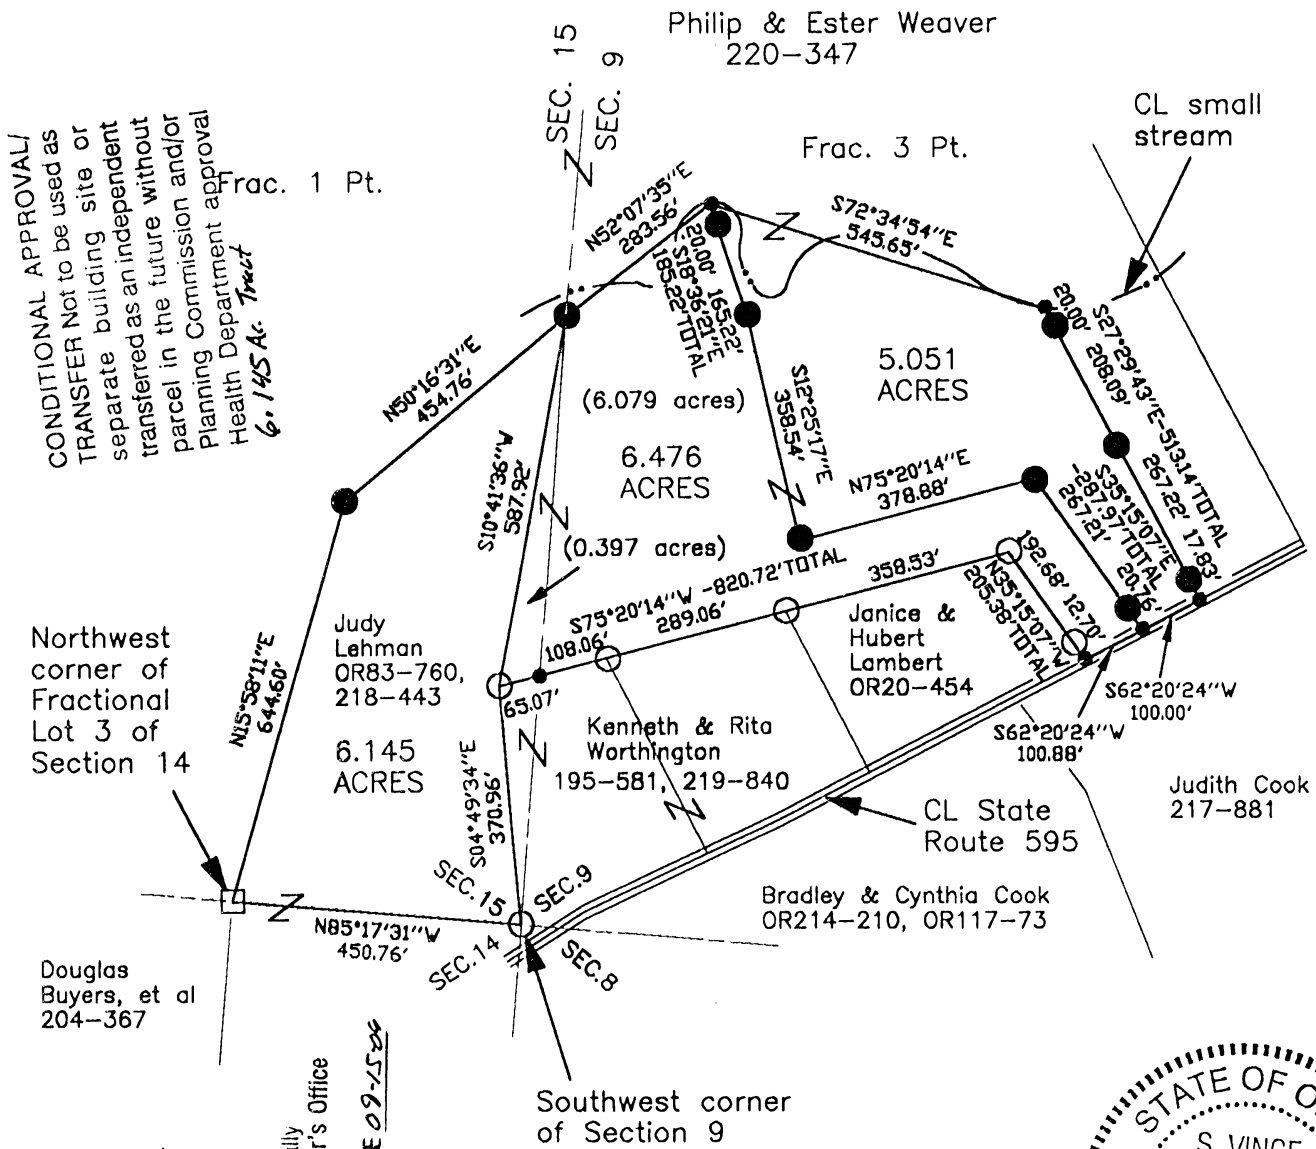 Philip & Ester Weaver
220-347
SEC. 15
SEC. 9
CL small
stream
Frac. 3 Pt.
Frac. 1 Pt.
CONDITIONAL APPROVAL/
TRANSFER Not to be used as
separate building site or
transferred as an independent
parcel in the future without
Planning Commission and/or
Health Department approval
6.145 Ac. Tract
N52°07'35"E
283.56'
S72°34'54"E
545.65'
20.00' 165.22'
S18°36'21"E
185.22' TOTAL
20.00' 208.09'
S27°29'43"E-513.14' TOTAL
267.22' 17.83'
N50°16'31"E
454.76'
5.051
ACRES
(6.079 acres)
S12°25'17"E
358.54'
6.476
ACRES
S10°41'36"W
587.92'
N75°20'14"E
378.88'
S35°15'07"E
-287.97' TOTAL
267.21' 20.76'
(0.397 acres)
S75°20'14"W -820.72' TOTAL
108.06'
289.06'
358.53'
65.07'
192.68' 12.70'
N35°15'07"W
205.38' TOTAL
Northwest
corner of
Fractional
Lot 3 of
Section 14
N15°58'11"E
644.60'
Judy
Lehman
OR83-760,
218-443
6.145
ACRES
Janice &
Hubert
Lambert
OR20-454
S04°49'34"E
370.96'
Kenneth & Rita
Worthington
195-581, 219-840
S62°20'24"W
100.00'
S62°20'24"W
100.88'
Judith Cook
217-881
CL State
Route 595
Bradley & Cynthia Cook
OR214-210, OR117-73
SEC. 15
SEC.9
SEC.14
SEC.8
N85°17'31"W
450.76'
Douglas
Buyers, et al
204-367
Southwest corner
of Section 9
r's Office
STATE OF O
S. VINCE